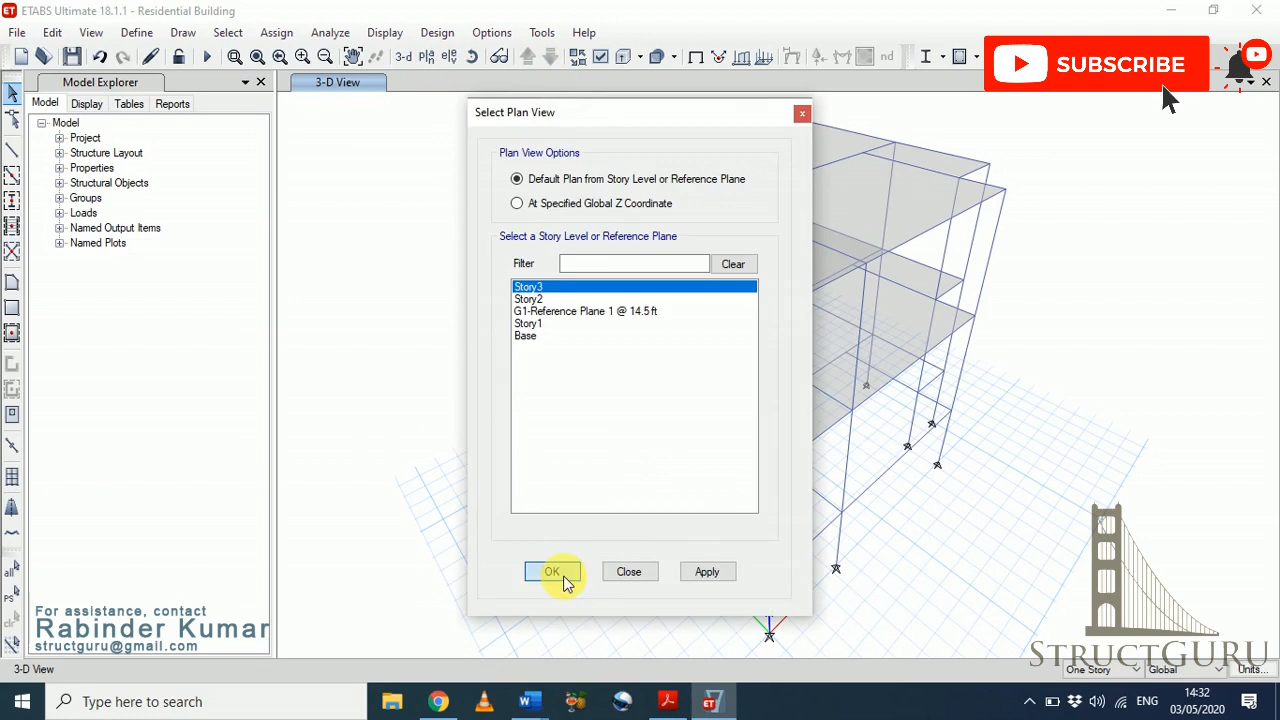 ETABS Ultimate 18.1.1 - Residential Building
File Edit View Define Draw Select Assign Analyze Display Design Options Tools Help
3-d
nd
SUBSCRIBE
Model Explorer
3-D View
Model Display Tables Reports
Model
Project
Structure Layout
Properties
Structural Objects
Groups
Loads
Named Output Items
Named Plots
Select Plan View
Plan View Options
Default Plan from Story Level or Reference Plane
At Specified Global Z Coordinate
Select a Story Level or Reference Plane
Filter
Clear
Story3
Story2
G1-Reference Plane 1 @ 14.5 ft
Story1
Base
OK Close Apply
all
PS
clr
For assistance, contact
Rabinder Kumar
structguru@gmail.com
STRUCTGURU
3-D View
One Story Global Units...
Type here to search
ENG
14:32
03/05/2020